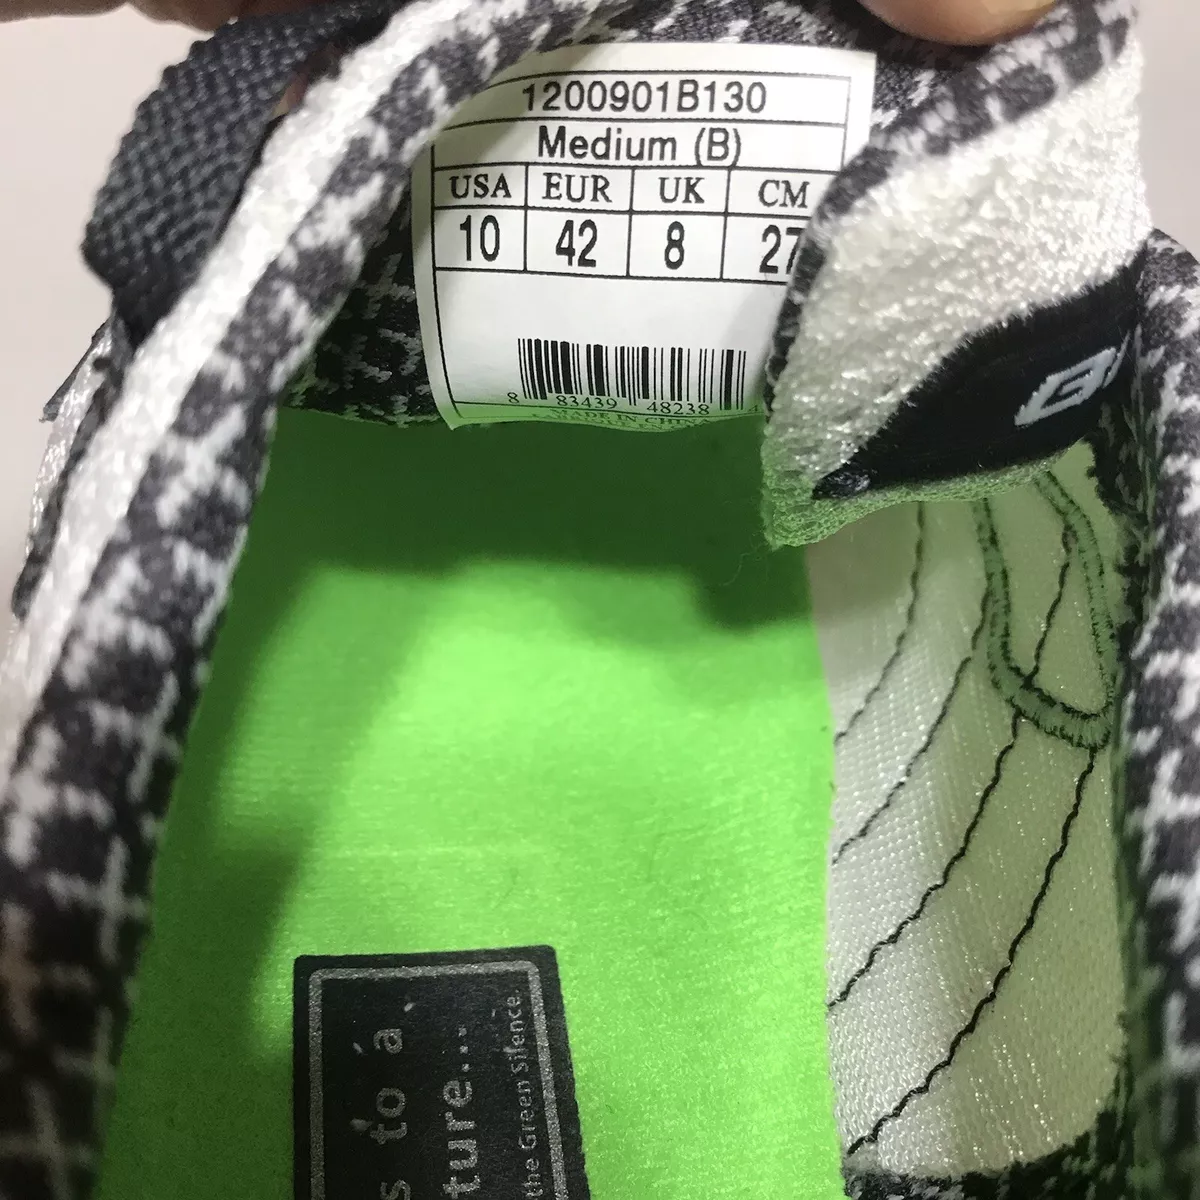 1200901B130
Medium (B)
USA EUR UK CM
10 42 8 27
8 83439 48238 4
MADE IN CHINA
s to a
ture...
the Green Silence.